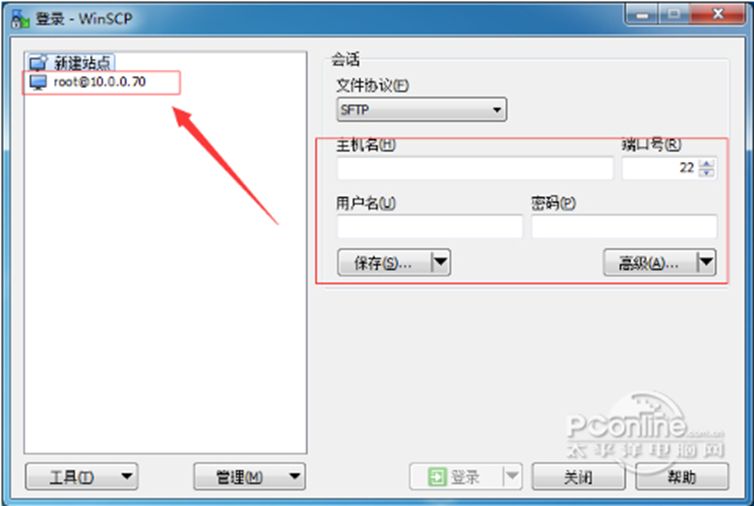 登录 - WinSCP
新建站点
root@10.0.0.70
会话
文件协议(F)
SFTP
主机名(H)
端口号(R)
22
用户名(U)
密码(P)
保存(S)...
高级(A)...
PConline.com.cn
太平洋电脑网
工具(T)
管理(M)
登录
关闭
帮助